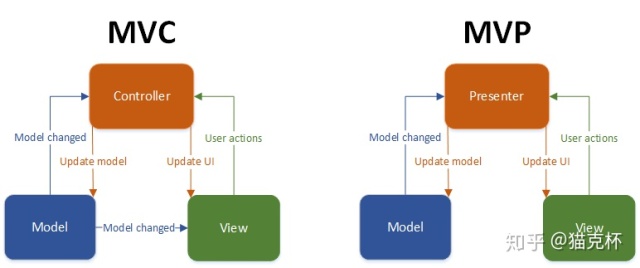 MVC
MVP
Controller
Presenter
Model changed
User actions
Model changed
User actions
Update model
Update UI
Update model
Update UI
Model
Model changed
View
Model
View
知乎 @猫克杯